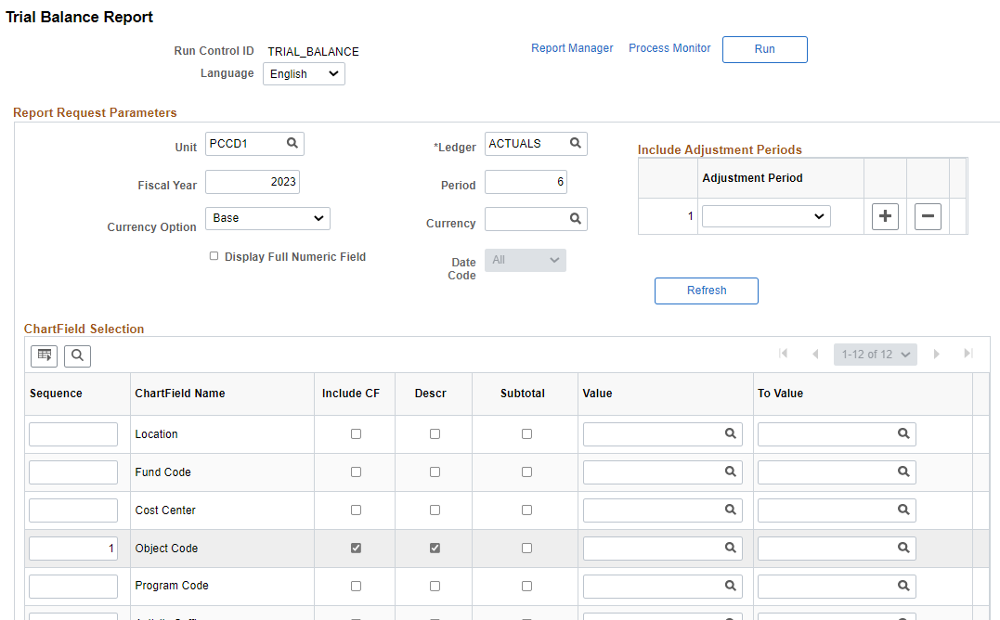 Trial Balance Report
Run Control ID TRIAL_BALANCE
Report Manager Process Monitor Run
Language English
Report Request Parameters
Unit PCCD1 *Ledger ACTUALS
Include Adjustment Periods
Fiscal Year 2023 Period 6
Adjustment Period
1
Currency Option Base Currency
Display Full Numeric Field
Date Code All
Refresh
ChartField Selection
1-12 of 12
Sequence ChartField Name Include CF Descr Subtotal Value To Value
Location
Fund Code
Cost Center
1 Object Code
Program Code